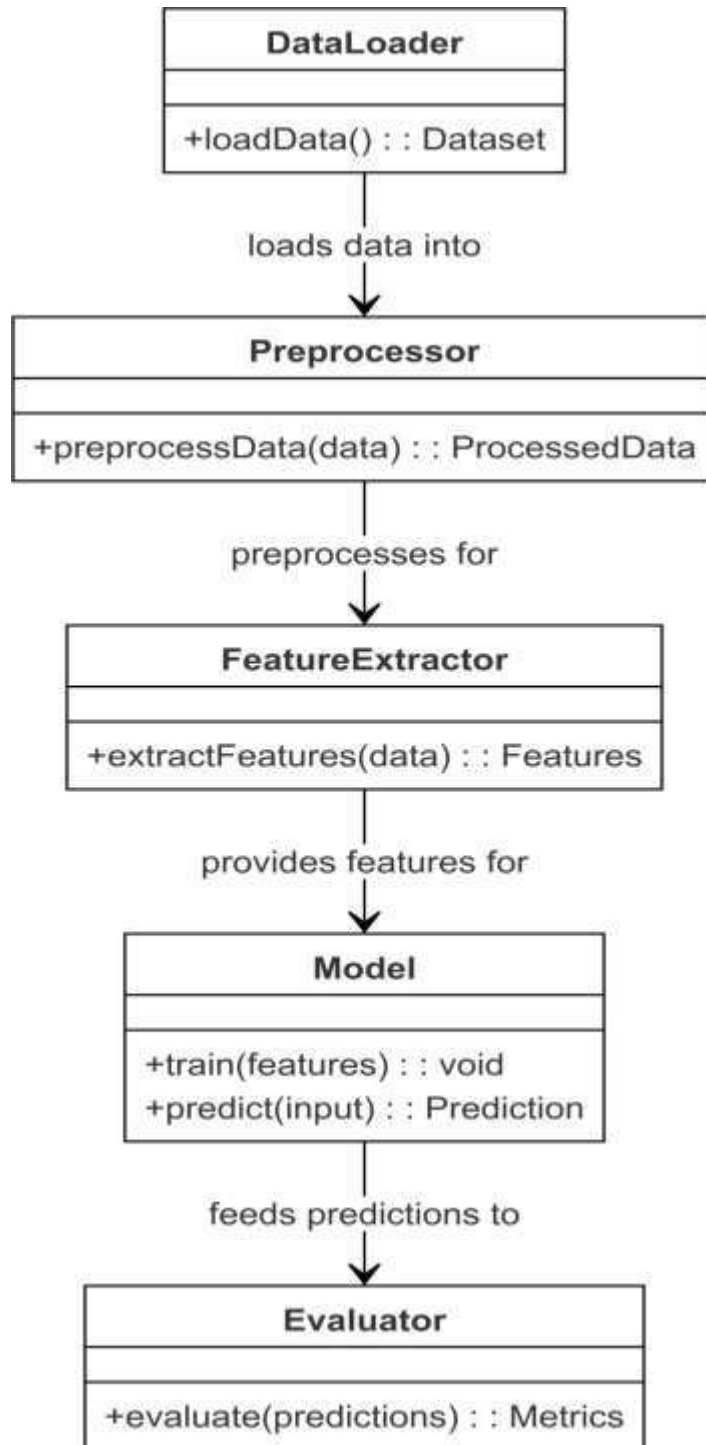 DataLoader
+loadData() : : Dataset
loads data into
Preprocessor
+preprocessData(data) : : ProcessedData
preprocesses for
FeatureExtractor
+extractFeatures(data) : : Features
provides features for
Model
+train(features) : : void
+predict(input) : : Prediction
feeds predictions to
Evaluator
+evaluate(predictions) : : Metrics